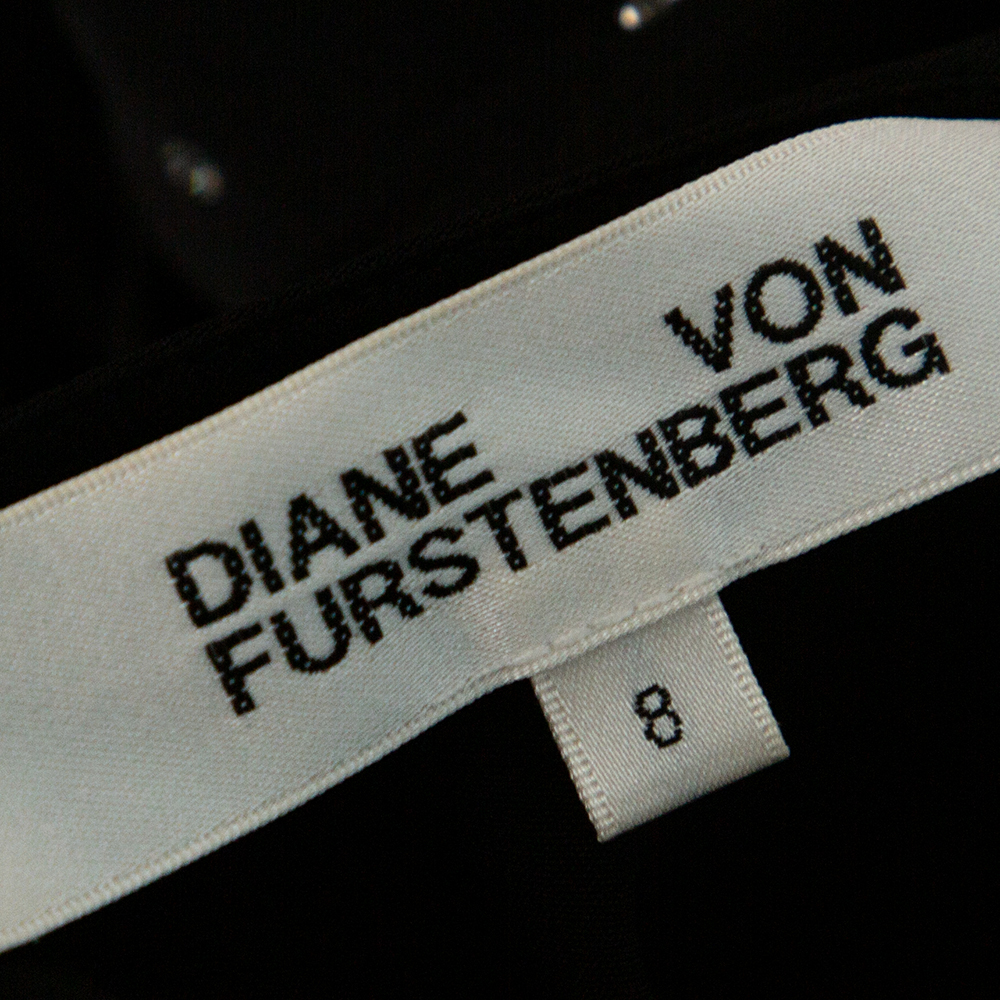 DIANE VON
FURSTENBERG
8